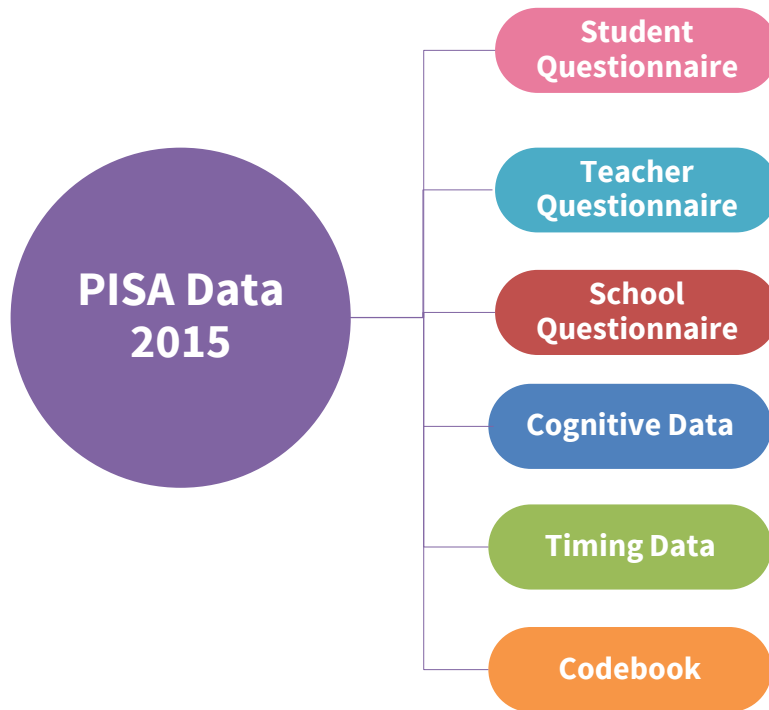 PISA Data
2015
Student
Questionnaire
Teacher
Questionnaire
School
Questionnaire
Cognitive Data
Timing Data
Codebook